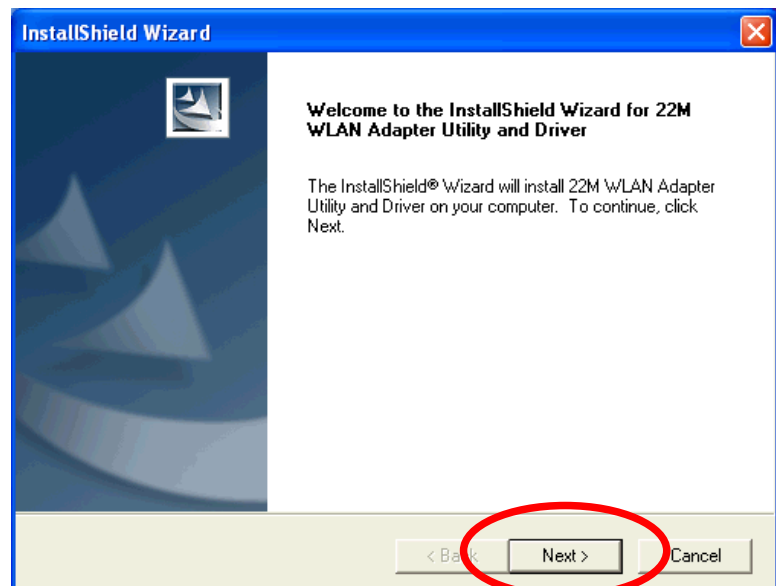 InstallShield Wizard
Welcome to the InstallShield Wizard for 22M
WLAN Adapter Utility and Driver
The InstallShield® Wizard will install 22M WLAN Adapter
Utility and Driver on your computer. To continue, click
Next.
< Back
Next >
Cancel